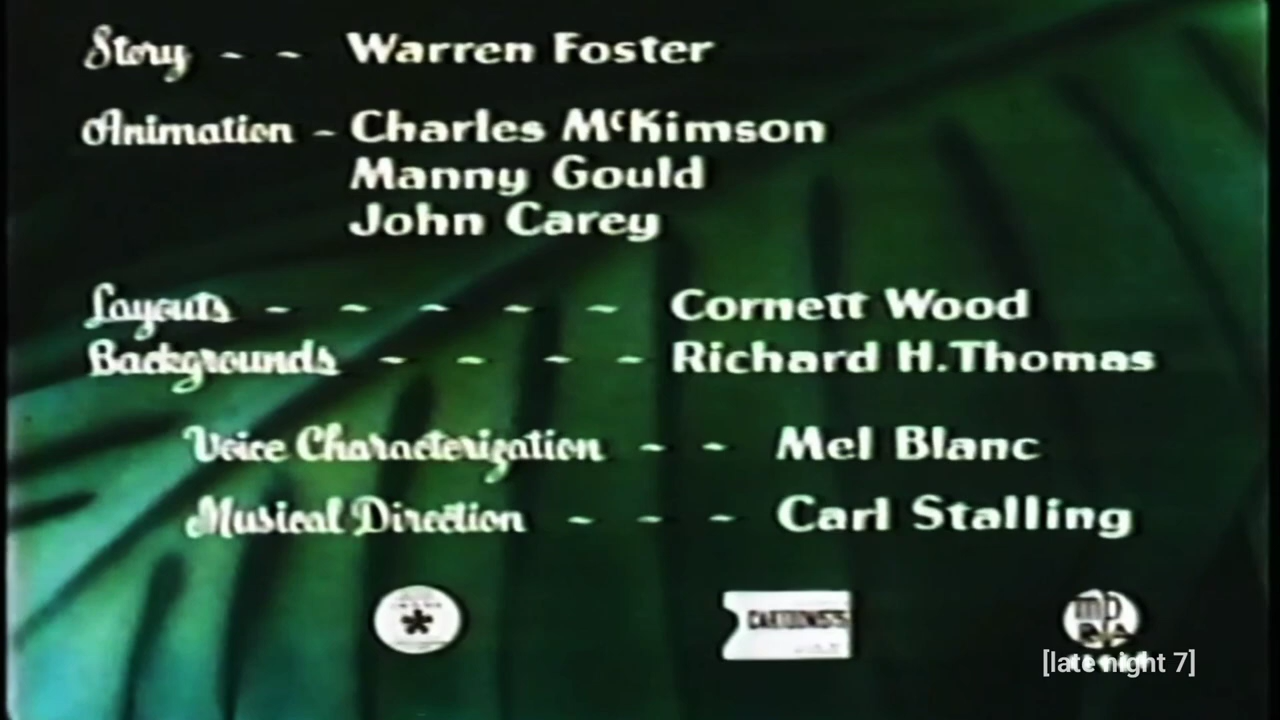 Story - - Warren Foster
Animation - Charles McKimson
Manny Gould
John Carey
Layouts - - - - - Cornett Wood
Backgrounds - - - - Richard H. Thomas
Voice Characterization - - Mel Blanc
Musical Direction - - - Carl Stalling
CARTOONISTS
[late night 7]